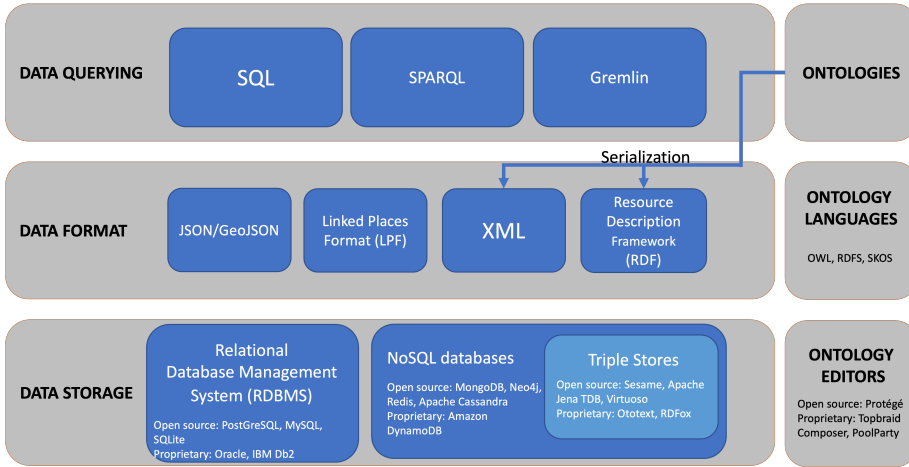 DATA QUERYING
SQL
SPARQL
Gremlin
ONTOLOGIES
Serialization
DATA FORMAT
JSON/GeoJSON
Linked Places
Format (LPF)
XML
Resource
Description
Framework
(RDF)
ONTOLOGY
LANGUAGES
OWL, RDFS, SKOS
DATA STORAGE
Relational
Database Management
System (RDBMS)
Open source: PostGreSQL, MySQL,
SQLite
Proprietary: Oracle, IBM Db2
NoSQL databases
Open source: MongoDB, Neo4j,
Redis, Apache Cassandra
Proprietary: Amazon
DynamoDB
Triple Stores
Open source: Sesame, Apache
Jena TDB, Virtuoso
Proprietary: Ototext, RDFox
ONTOLOGY
EDITORS
Open source: Protégé
Proprietary: Topbraid
Composer, PoolParty